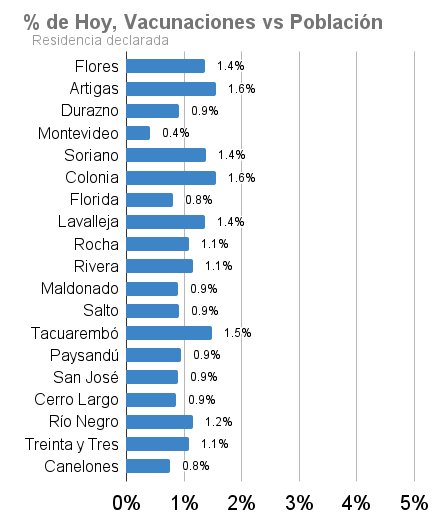 % de Hoy, Vacunaciones vs Población
Residencia declarada
Flores 1.4%
Artigas 1.6%
Durazno 0.9%
Montevideo 0.4%
Soriano 1.4%
Colonia 1.6%
Florida 0.8%
Lavalleja 1.4%
Rocha 1.1%
Rivera 1.1%
Maldonado 0.9%
Salto 0.9%
Tacuarembó 1.5%
Paysandú 0.9%
San José 0.9%
Cerro Largo 0.9%
Río Negro 1.2%
Treinta y Tres 1.1%
Canelones 0.8%
0% 1% 2% 3% 4% 5%